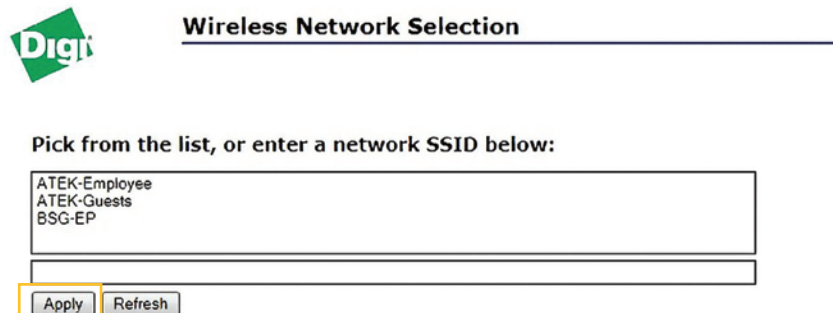 Digi
Wireless Network Selection
Pick from the list, or enter a network SSID below:
ATEK-Employee
ATEK-Guests
BSG-EP
Apply Refresh